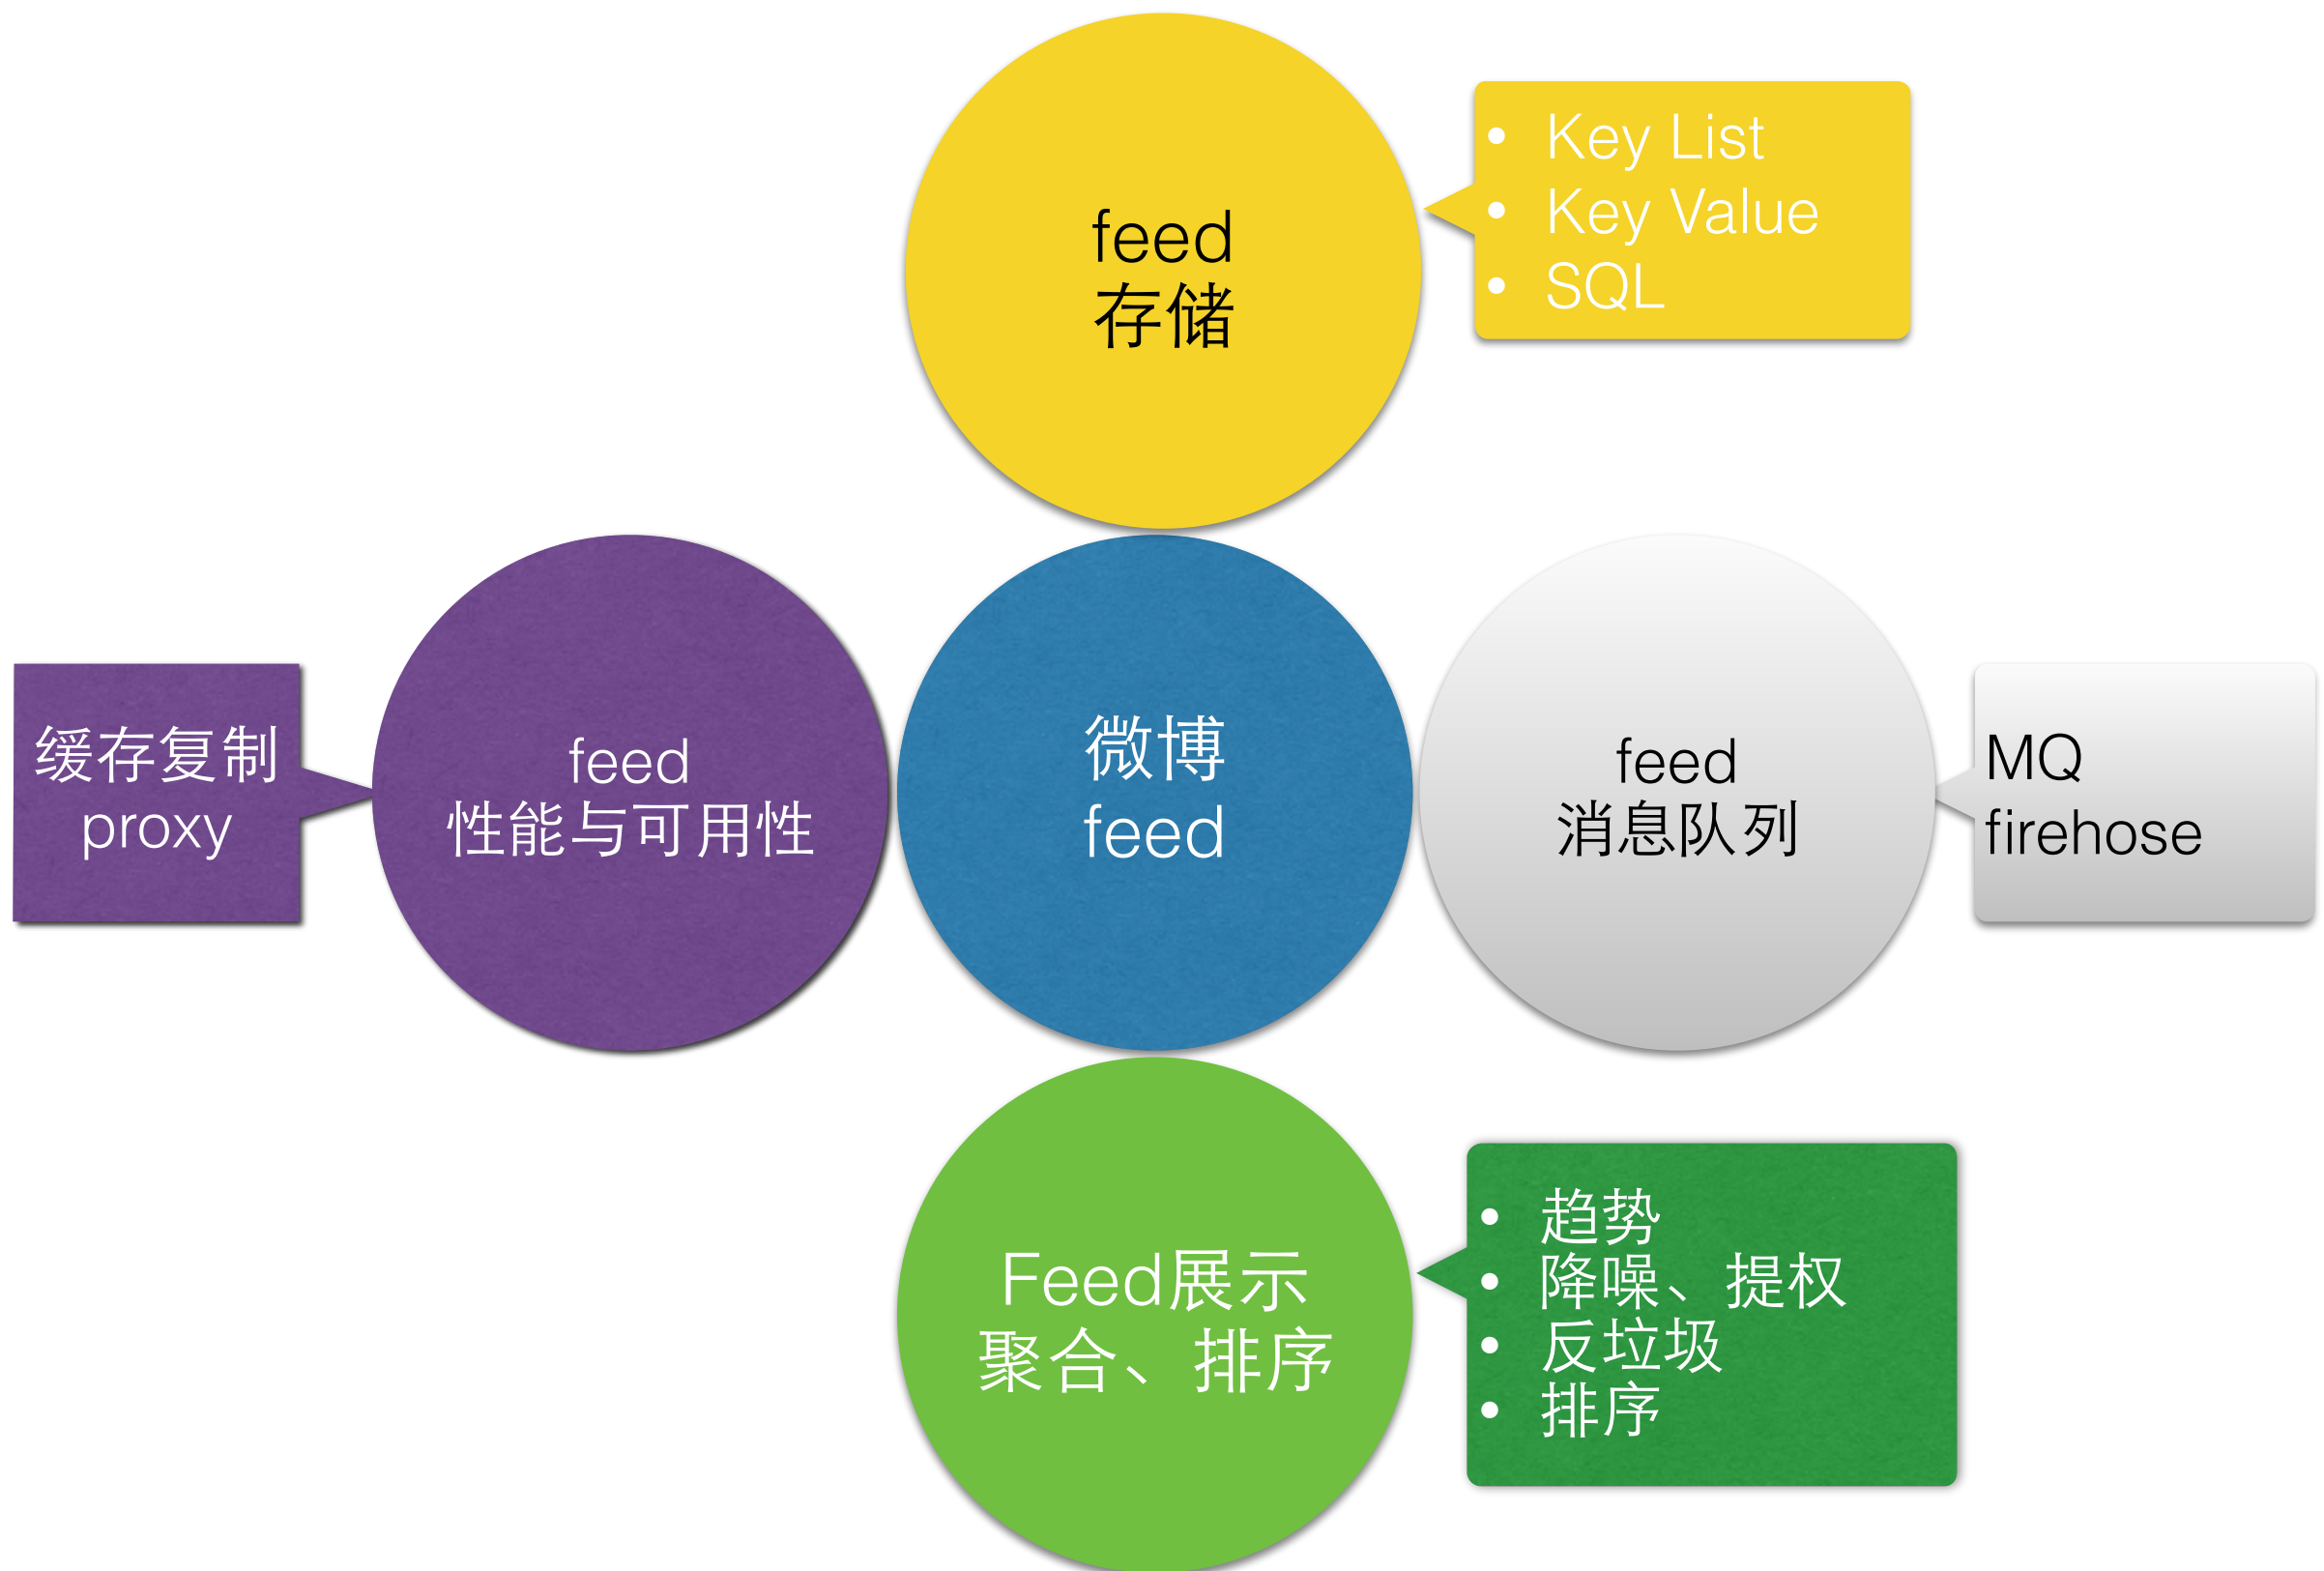 feed
存储
Key List
Key Value
SQL
缓存复制
proxy
feed
性能与可用性
微博
feed
feed
消息队列
MQ
firehose
Feed展示
聚合、排序
趋势
降噪、提权
反垃圾
排序